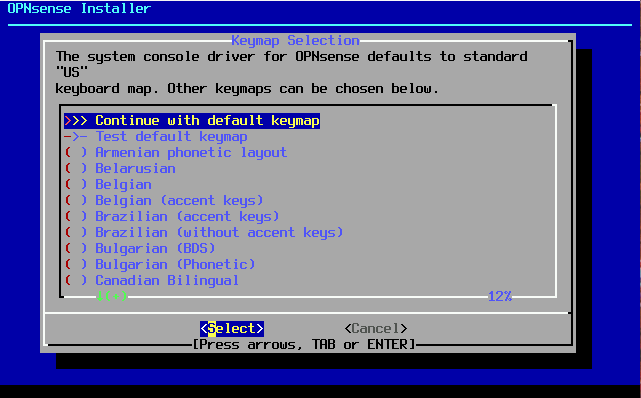 OPNsense Installer
Keymap Selection
The system console driver for OPNsense defaults to standard
"US"
keyboard map. Other keymaps can be chosen below.
>>> Continue with default keymap
->- Test default keymap
( ) Armenian phonetic layout
( ) Belarusian
( ) Belgian
( ) Belgian (accent keys)
( ) Brazilian (accent keys)
( ) Brazilian (without accent keys)
( ) Bulgarian (BDS)
( ) Bulgarian (Phonetic)
( ) Canadian Bilingual
↓(+) 12%
<Select> <Cancel>
[Press arrows, TAB or ENTER]